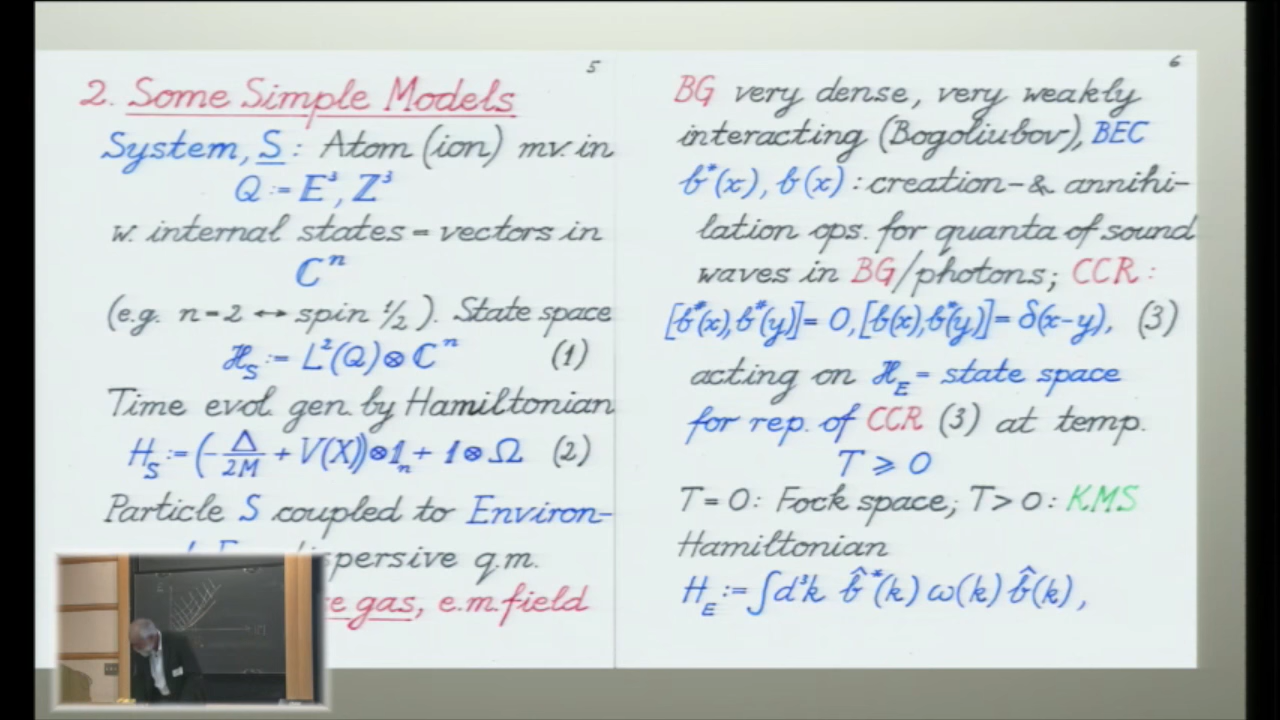 5
2. Some Simple Models
System, S: Atom (ion) mv. in
Q := E³, Z³
w. internal states = vectors in
ℂⁿ
(e.g. n=2 ↔ spin ½). State space
ℋ_S := L²(Q)⊗ℂⁿ (1)
Time evol. gen. by Hamiltonian
H_S := (-Δ/2M + V(X))⊗1_n + 1⊗Ω (2)
Particle S coupled to Environ-
dispersive q.m.
gas, e.m. field
6
BG very dense, very weakly
interacting (Bogoliubov), BEC
b*(x), b(x): creation- & annihi-
lation ops. for quanta of sound
waves in BG/photons; CCR:
[b*(x), b*(y)] = 0, [b(x), b*(y)] = δ(x-y), (3)
acting on ℋ_E = state space
for rep. of CCR (3) at temp.
T ⩾ 0
T = 0: Fock space; T > 0: KMS
Hamiltonian
H_E := ∫d³k b̂*(k) ω(k) b̂(k),